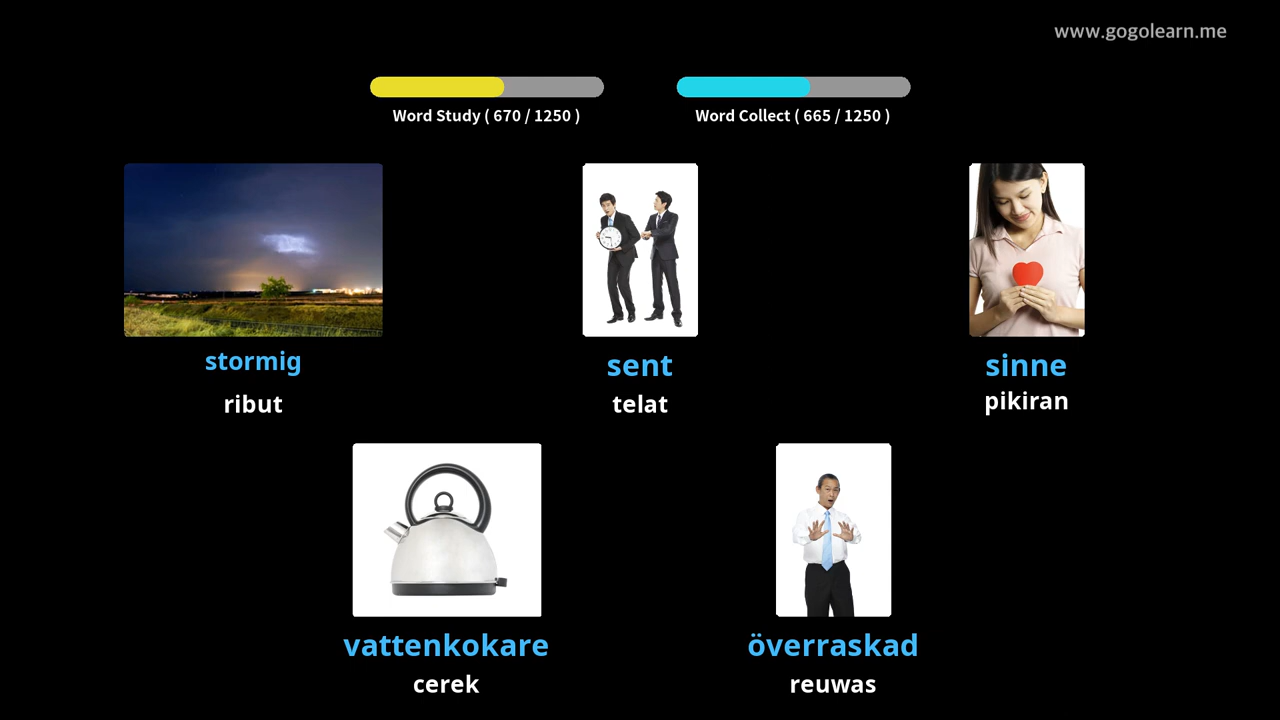 www.gogolearn.me
Word Study ( 670 / 1250 )
Word Collect ( 665 / 1250 )
stormig
ribut
sent
telat
sinne
pikiran
vattenkokare
cerek
överraskad
reuwas